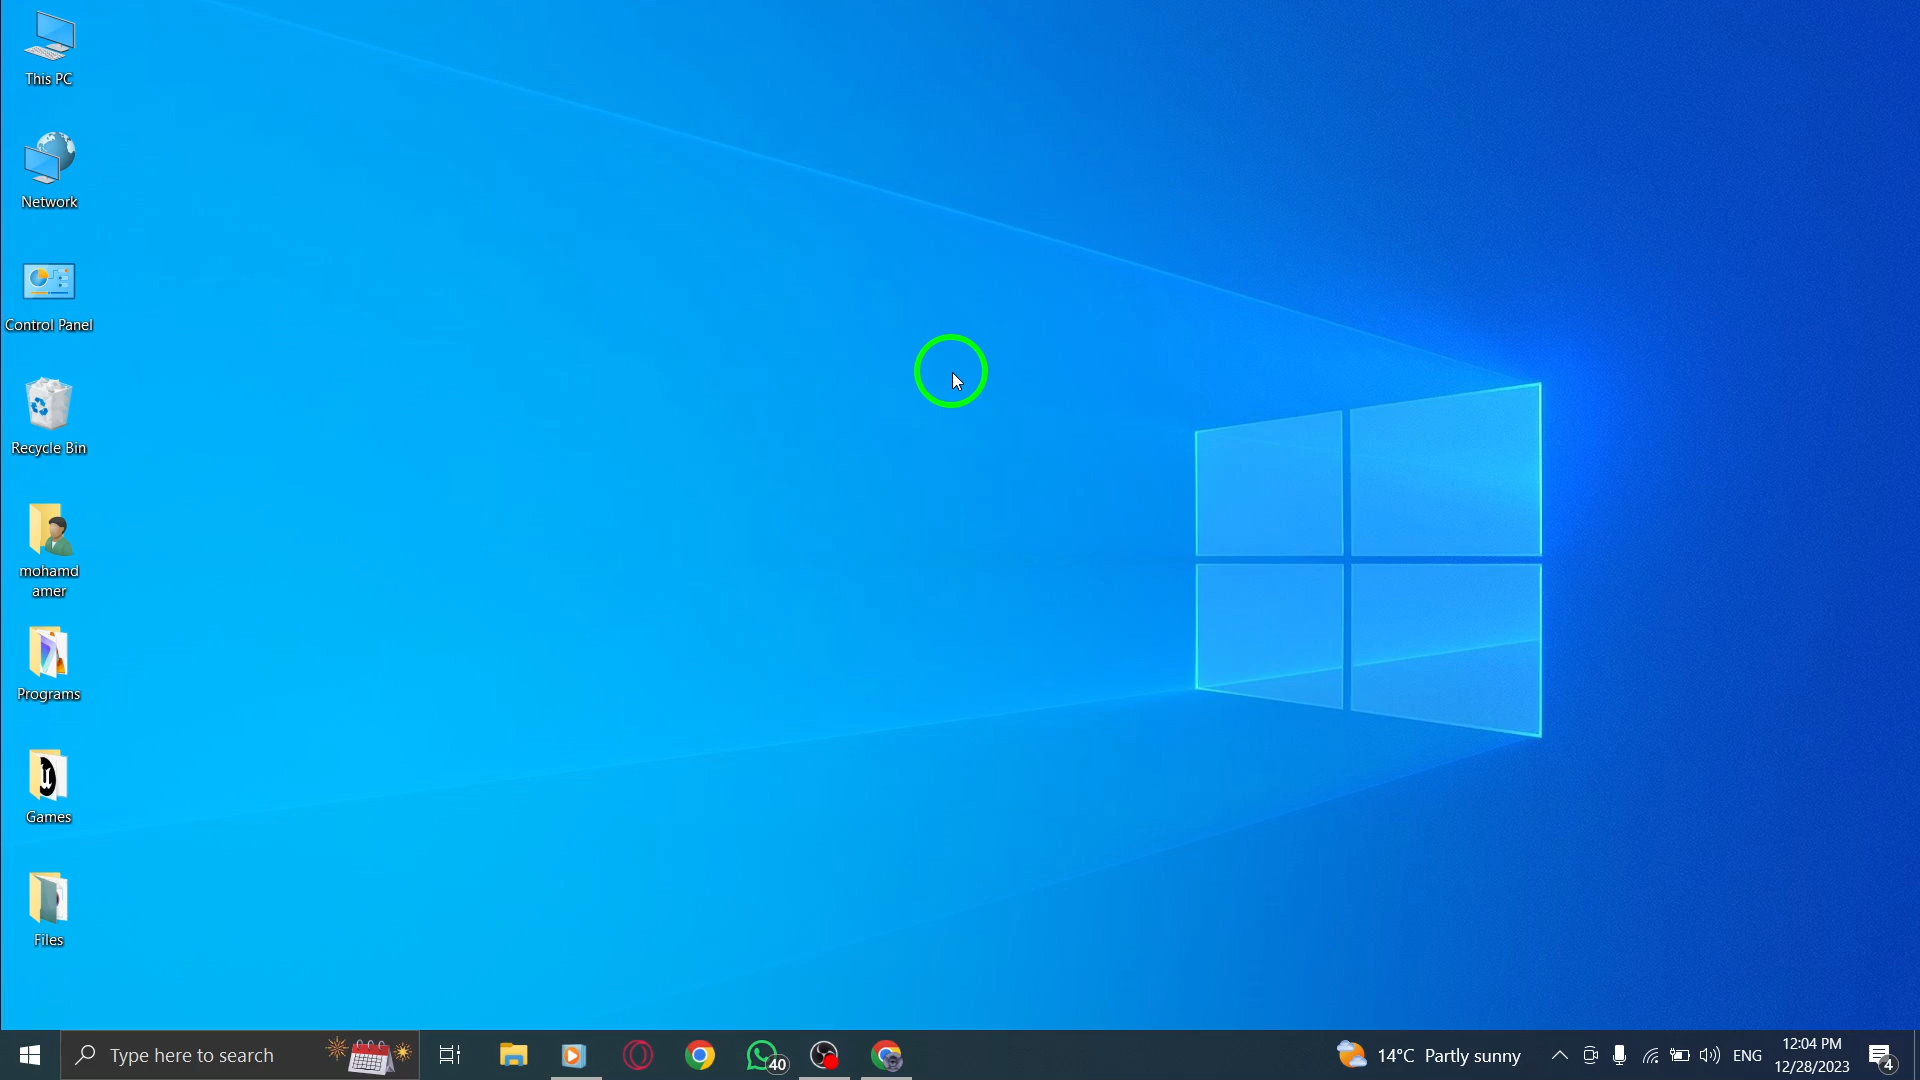 This PC
Network
Control Panel
Recycle Bin
mohamd
amer
Programs
Games
Files
Type here to search
40
14°C Partly sunny
ENG
12:04 PM
12/28/2023
4